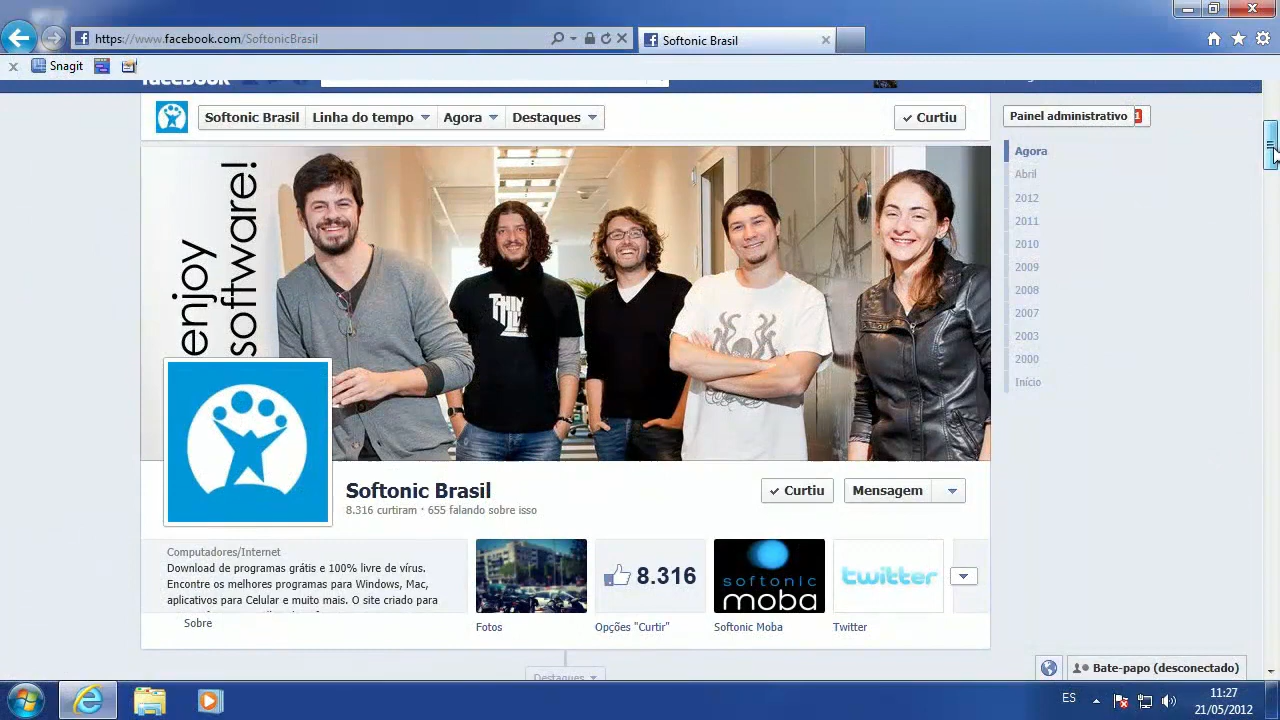 https://www.facebook.com/SoftonicBrasil
Softonic Brasil
Snagit
facebook
Softonic Brasil
Linha do tempo
Agora
Destaques
Curtiu
Painel administrativo
1
Agora
Abril
2012
2011
2010
2009
2008
2007
2003
2000
Início
enjoy
software!
Softonic Brasil
8.316 curtiram · 655 falando sobre isso
Curtiu
Mensagem
Computadores/Internet
Download de programas grátis e 100% livre de vírus.
Encontre os melhores programas para Windows, Mac,
aplicativos para Celular e muito mais. O site criado para
Sobre
8.316
softonic
moba
twitter
Fotos
Opções "Curtir"
Softonic Moba
Twitter
Destaques
Bate-papo (desconectado)
ES
11:27
21/05/2012